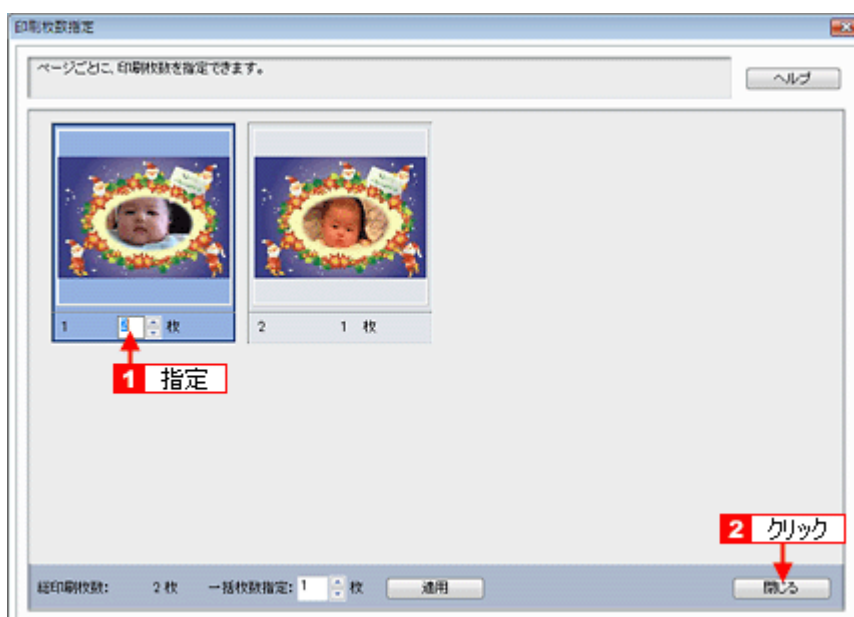 印刷枚数指定
ページごとに、印刷枚数を指定できます。
ヘルプ
1 枚
2 1 枚
1 指定
2 クリック
総印刷枚数: 2 枚 一括枚数指定: 1 枚 適用 閉じる